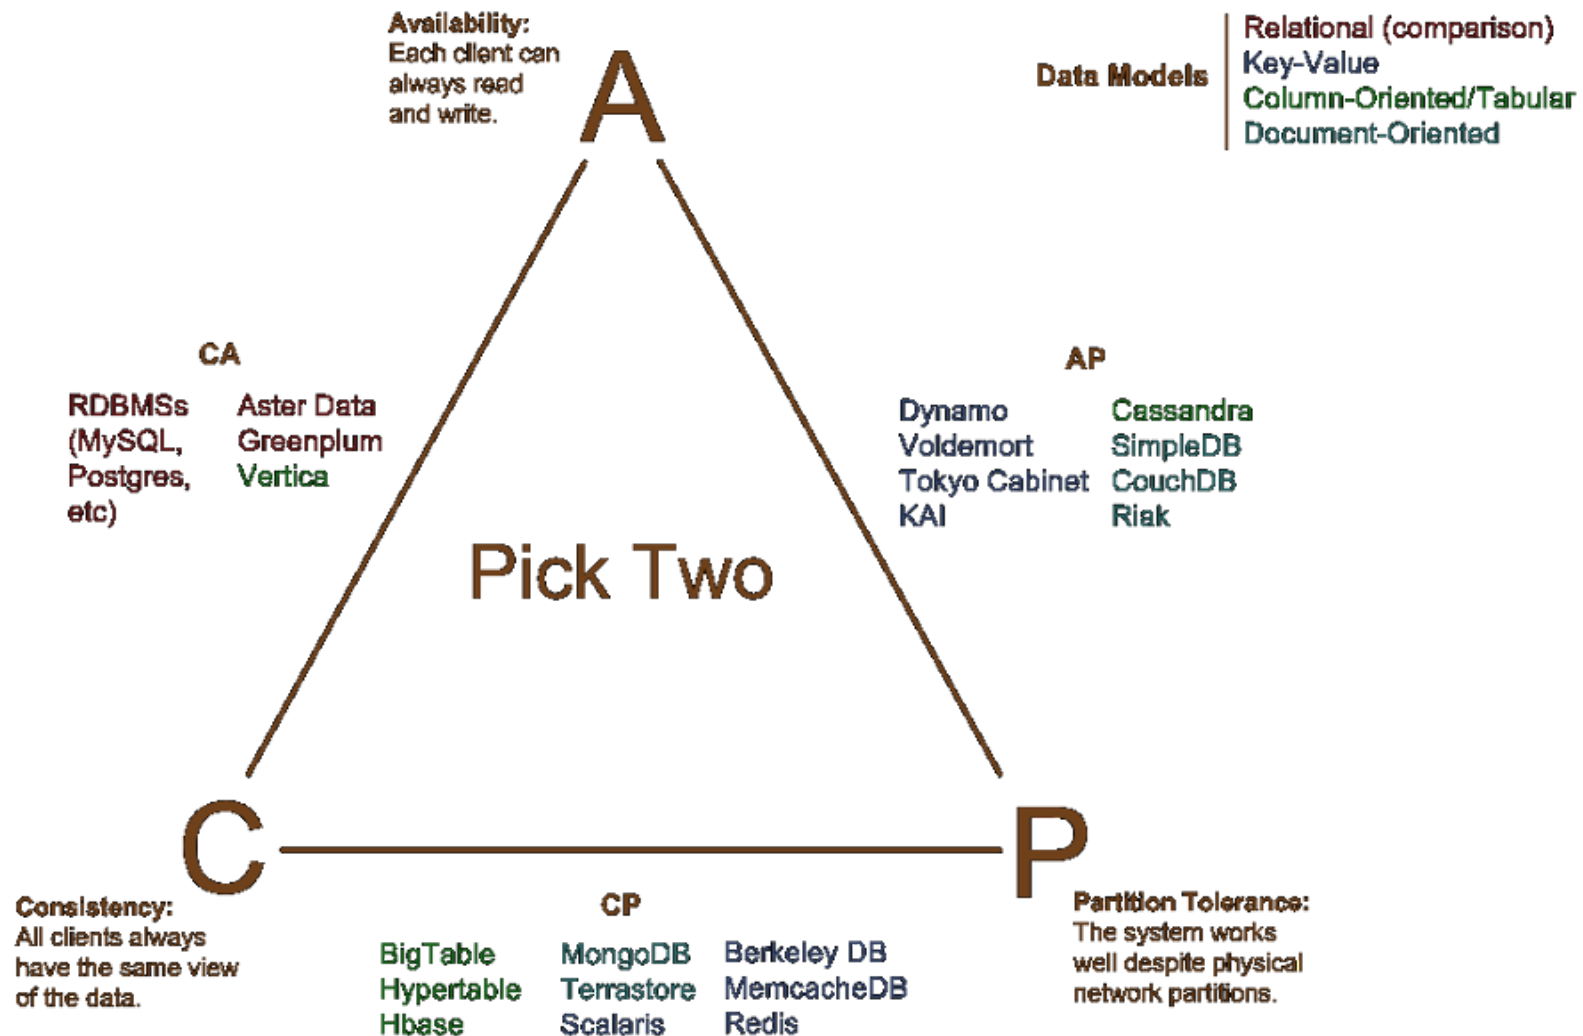 Availability:
Each client can
always read
and write.
A
Data Models
Relational (comparison)
Key-Value
Column-Oriented/Tabular
Document-Oriented
CA
RDBMSs
(MySQL,
Postgres,
etc)
Aster Data
Greenplum
Vertica
AP
Dynamo
Voldemort
Tokyo Cabinet
KAI
Cassandra
SimpleDB
CouchDB
Riak
Pick Two
C
Consistency:
All clients always
have the same view
of the data.
CP
BigTable
Hypertable
Hbase
MongoDB
Terrastore
Scalaris
Berkeley DB
MemcacheDB
Redis
P
Partition Tolerance:
The system works
well despite physical
network partitions.